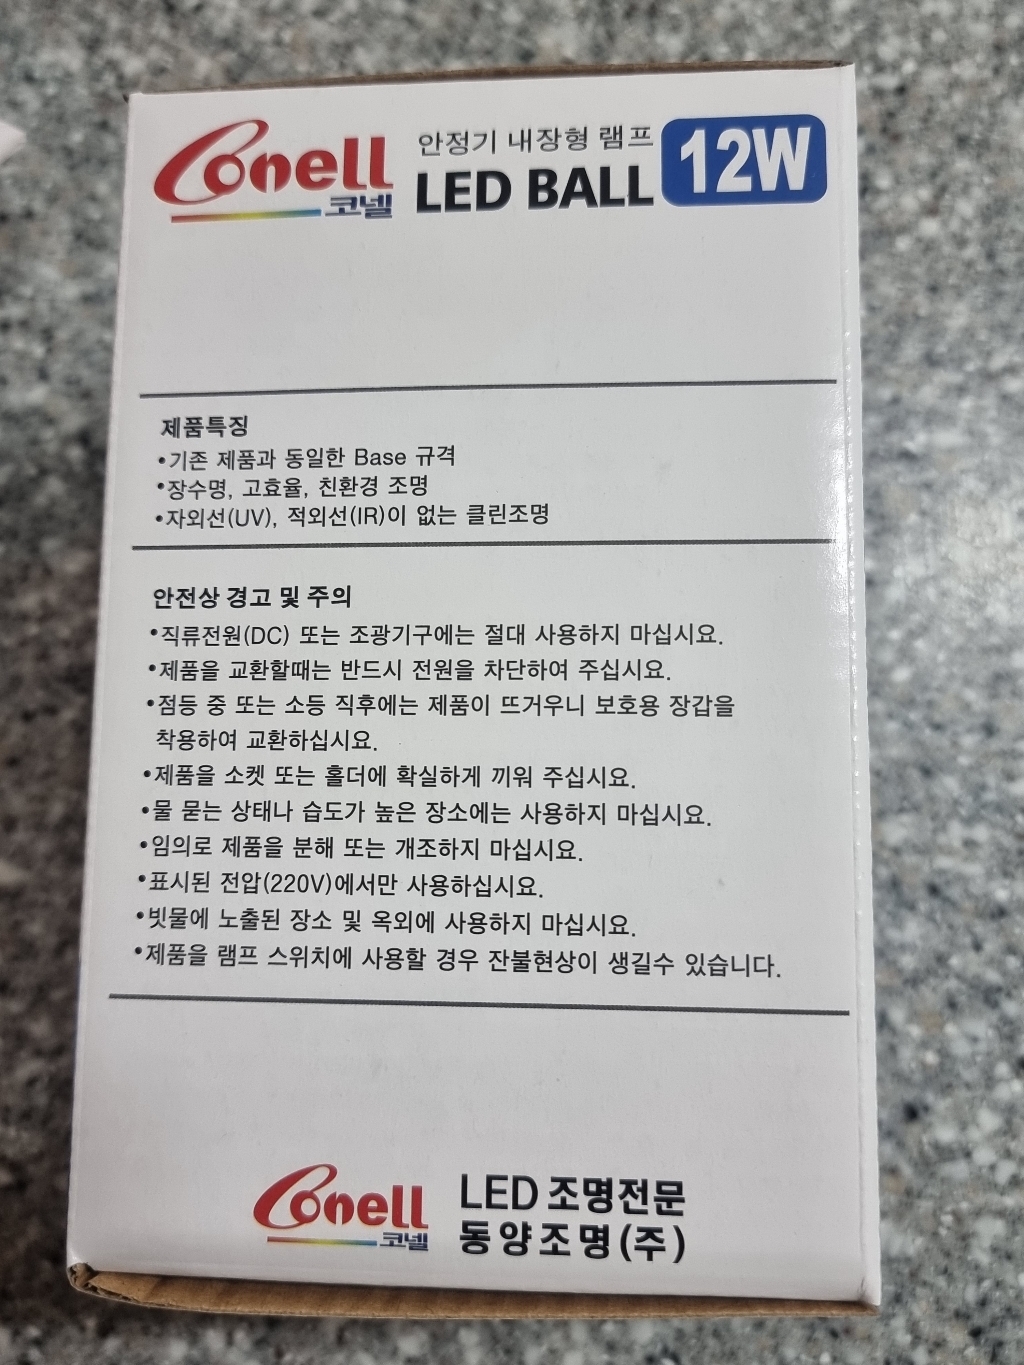 Conell
코넬
안정기 내장형 램프
LED BALL
12W
제품특징
•기존 제품과 동일한 Base 규격
•장수명, 고효율, 친환경 조명
•자외선(UV), 적외선(IR)이 없는 클린조명
안전상 경고 및 주의
•직류전원(DC) 또는 조광기구에는 절대 사용하지 마십시요.
•제품을 교환할때는 반드시 전원을 차단하여 주십시요.
•점등 중 또는 소등 직후에는 제품이 뜨거우니 보호용 장갑을
착용하여 교환하십시요.
•제품을 소켓 또는 홀더에 확실하게 끼워 주십시요.
•물 묻는 상태나 습도가 높은 장소에는 사용하지 마십시요.
•임의로 제품을 분해 또는 개조하지 마십시요.
•표시된 전압(220V)에서만 사용하십시요.
•빗물에 노출된 장소 및 옥외에 사용하지 마십시요.
•제품을 램프 스위치에 사용할 경우 잔불현상이 생길수 있습니다.
Conell
코넬
LED 조명전문
동양조명(주)